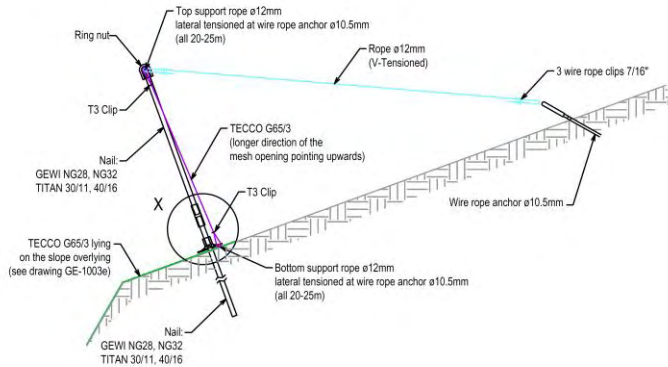 Top support rope ø12mm
lateral tensioned at wire rope anchor ø10.5mm
(all 20-25m)
Ring nut
Rope ø12mm
(V-Tensioned)
3 wire rope clips 7/16"
T3 Clip
TECCO G65/3
(longer direction of the
mesh opening pointing upwards)
Nail:
GEWI NG28, NG32
TITAN 30/11, 40/16
X
T3 Clip
Wire rope anchor ø10.5mm
TECCO G65/3 lying
on the slope overlying
(see drawing GE-1003e)
Bottom support rope ø12mm
lateral tensioned at wire rope anchor ø10.5mm
(all 20-25m)
Nail:
GEWI NG28, NG32
TITAN 30/11, 40/16